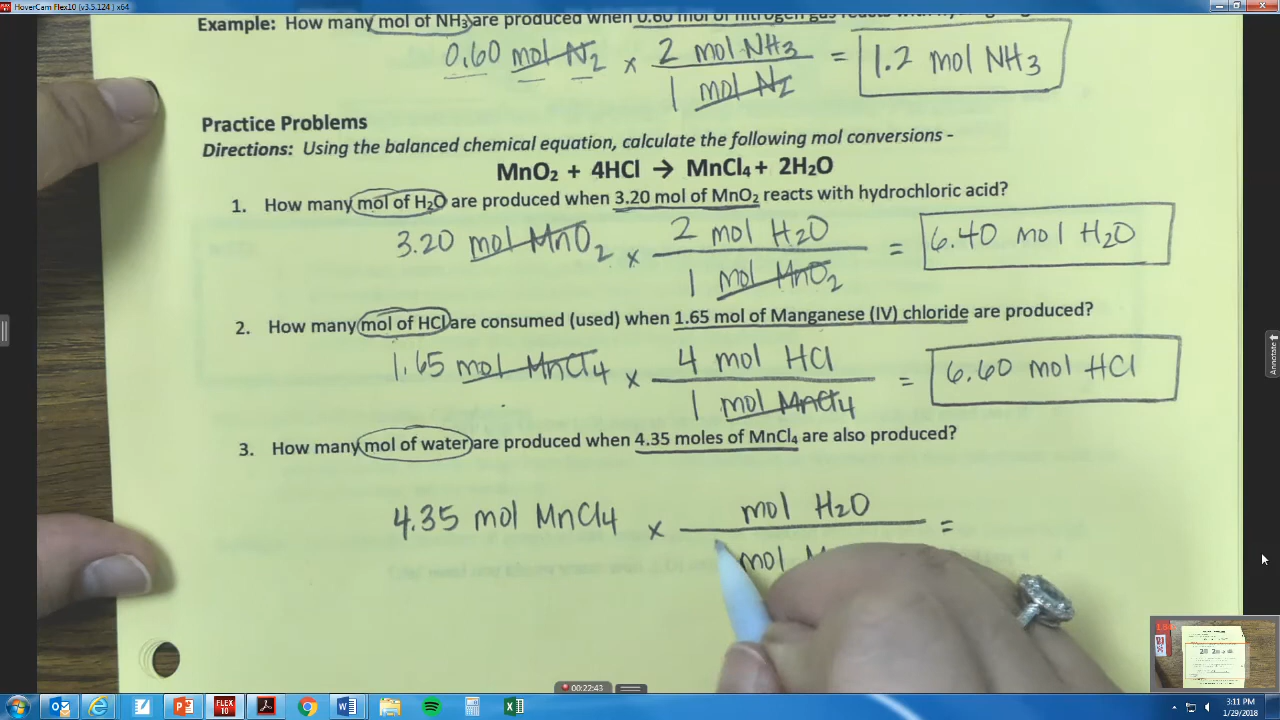 HoverCam Flex10 (v3.5.124) x64
Example: How many mol of NH₃ are produced when 0.60 mol of nitrogen gas reacts with
0.60 mol N₂ × 2 mol NH₃ = 1.2 mol NH₃
1 mol N₂
Practice Problems
Directions: Using the balanced chemical equation, calculate the following mol conversions -
MnO₂ + 4HCl → MnCl₄ + 2H₂O
1. How many mol of H₂O are produced when 3.20 mol of MnO₂ reacts with hydrochloric acid?
3.20 mol MnO₂ × 2 mol H₂O = 6.40 mol H₂O
1 mol MnO₂
2. How many mol of HCl are consumed (used) when 1.65 mol of Manganese (IV) chloride are produced?
1.65 mol MnCl₄ × 4 mol HCl = 6.60 mol HCl
1 mol MnCl₄
3. How many mol of water are produced when 4.35 moles of MnCl₄ are also produced?
4.35 mol MnCl₄ × mol H₂O =
mol
Annotate
00:22:43
FLEX 10
3:11 PM
1/29/2018